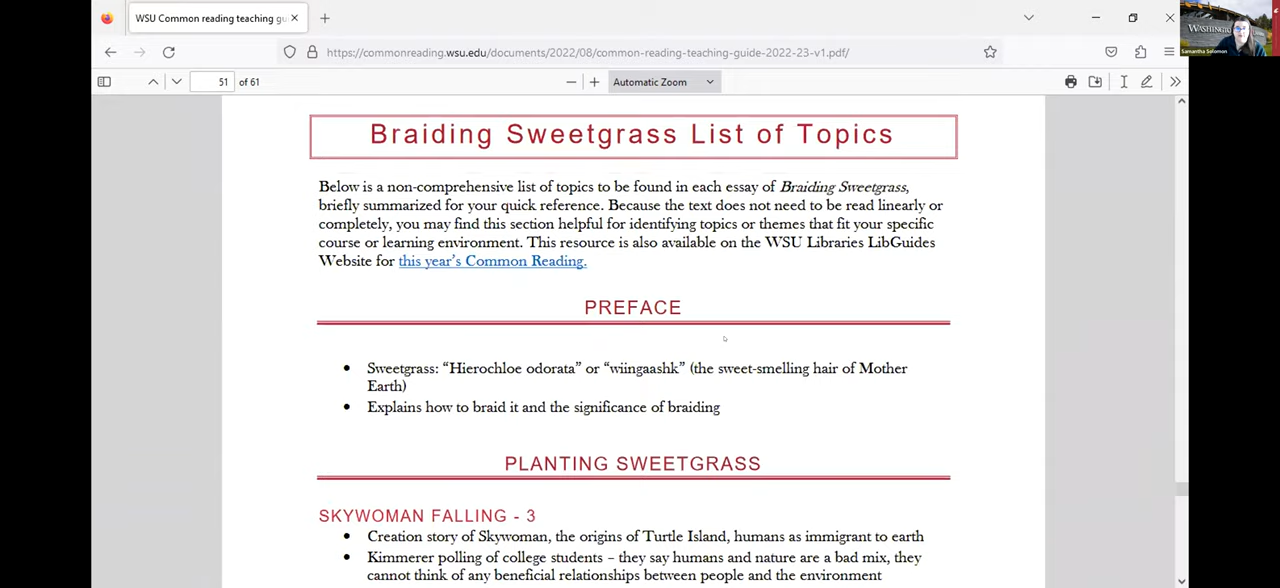 WSU Common reading teaching gu
https://commonreading.wsu.edu/documents/2022/08/common-reading-teaching-guide-2022-23-v1.pdf/
51 of 61
Automatic Zoom
WASHINGT
Samantha Solomon
Braiding Sweetgrass List of Topics
Below is a non-comprehensive list of topics to be found in each essay of Braiding Sweetgrass,
briefly summarized for your quick reference. Because the text does not need to be read linearly or
completely, you may find this section helpful for identifying topics or themes that fit your specific
course or learning environment. This resource is also available on the WSU Libraries LibGuides
Website for this year’s Common Reading.
PREFACE
• Sweetgrass: “Hierochloe odorata” or “wiingaashk” (the sweet-smelling hair of Mother
Earth)
• Explains how to braid it and the significance of braiding
PLANTING SWEETGRASS
SKYWOMAN FALLING - 3
• Creation story of Skywoman, the origins of Turtle Island, humans as immigrant to earth
• Kimmerer polling of college students – they say humans and nature are a bad mix, they
cannot think of any beneficial relationships between people and the environment